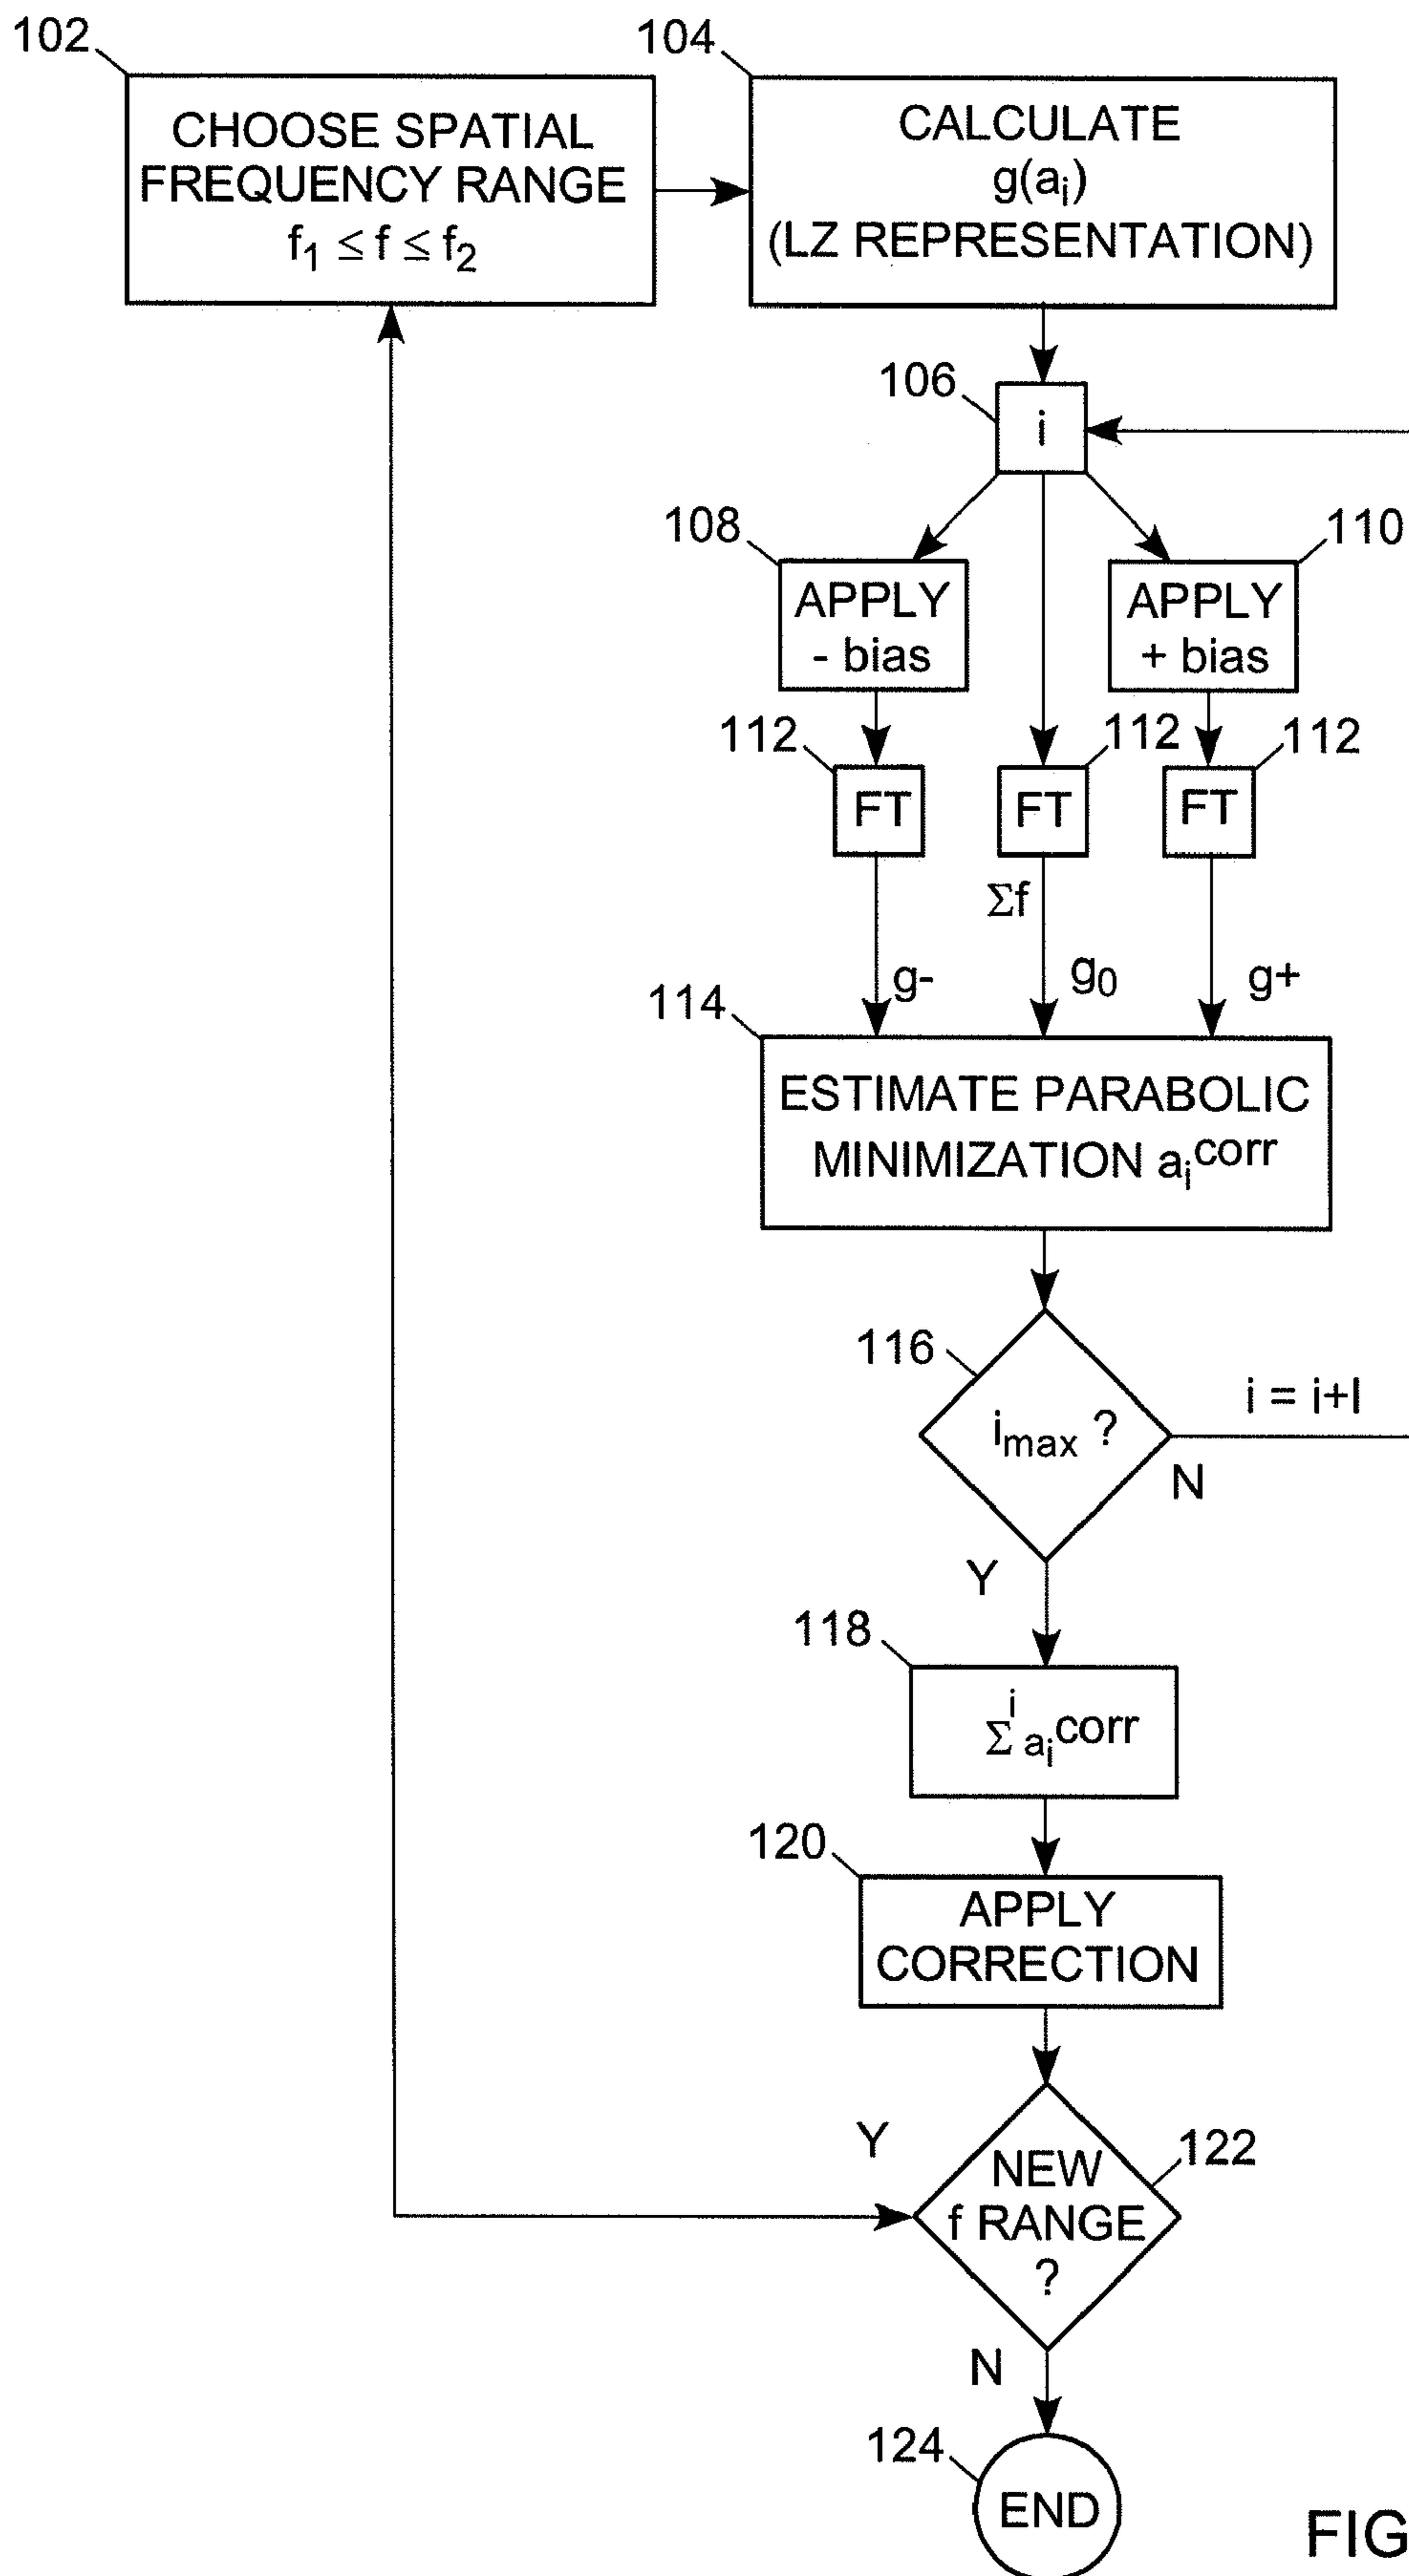 102
CHOOSE SPATIAL
FREQUENCY RANGE
f₁ ≤ f ≤ f₂
104
CALCULATE
g(aᵢ)
(LZ REPRESENTATION)
106
i
108
APPLY
- bias
110
APPLY
+ bias
112
FT
112
FT
112
FT
Σf
g-
g₀
g+
114
ESTIMATE PARABOLIC
MINIMIZATION aᵢcorr
116
imax ?
i = i+I
N
Y
118
Σⁱ aᵢcorr
120
APPLY
CORRECTION
Y
122
NEW
f RANGE
?
N
124
END
FIG